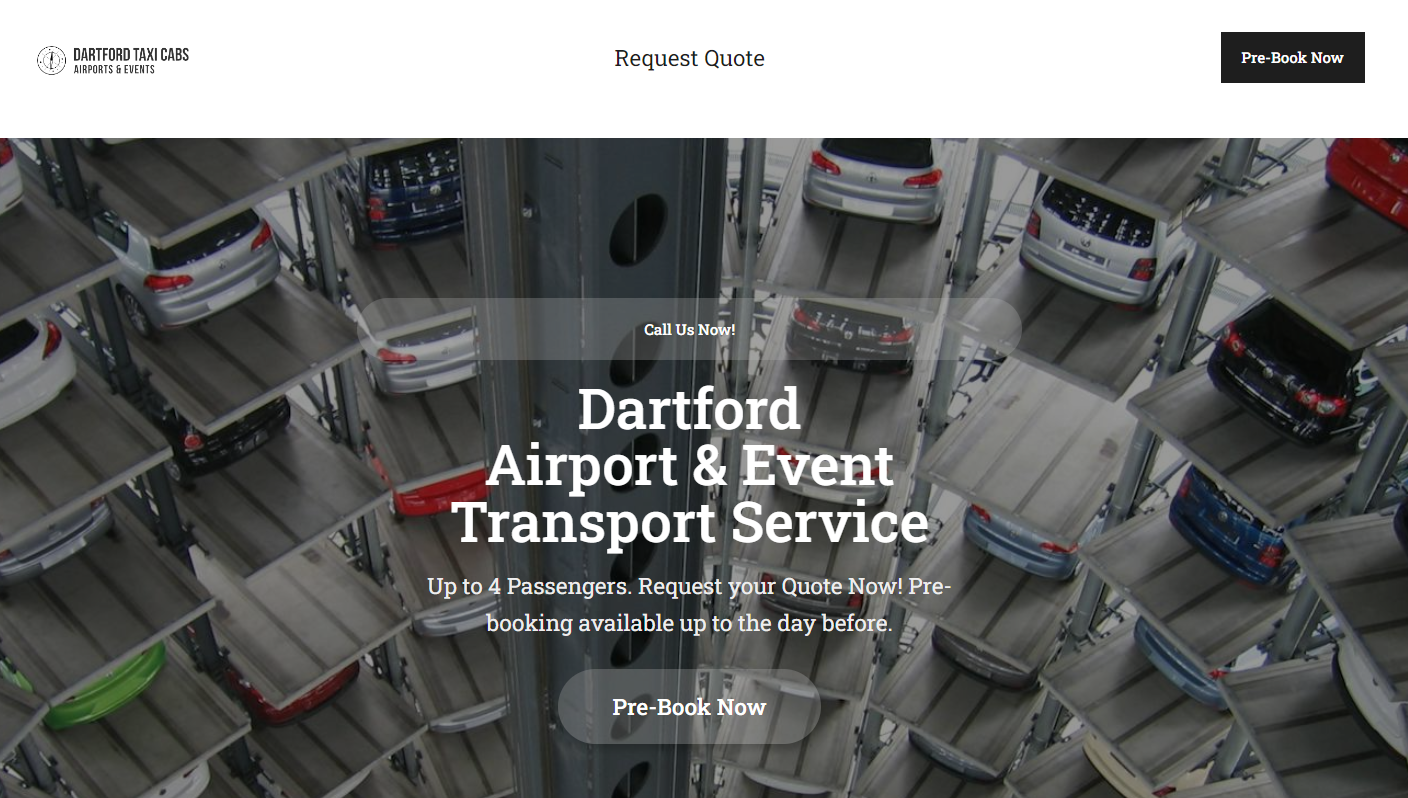 DARTFORD TAXI CABS
AIRPORTS & EVENTS
Request Quote
Pre-Book Now
Call Us Now!
Dartford
Airport & Event
Transport Service
Up to 4 Passengers. Request your Quote Now! Pre-
booking available up to the day before.
Pre-Book Now